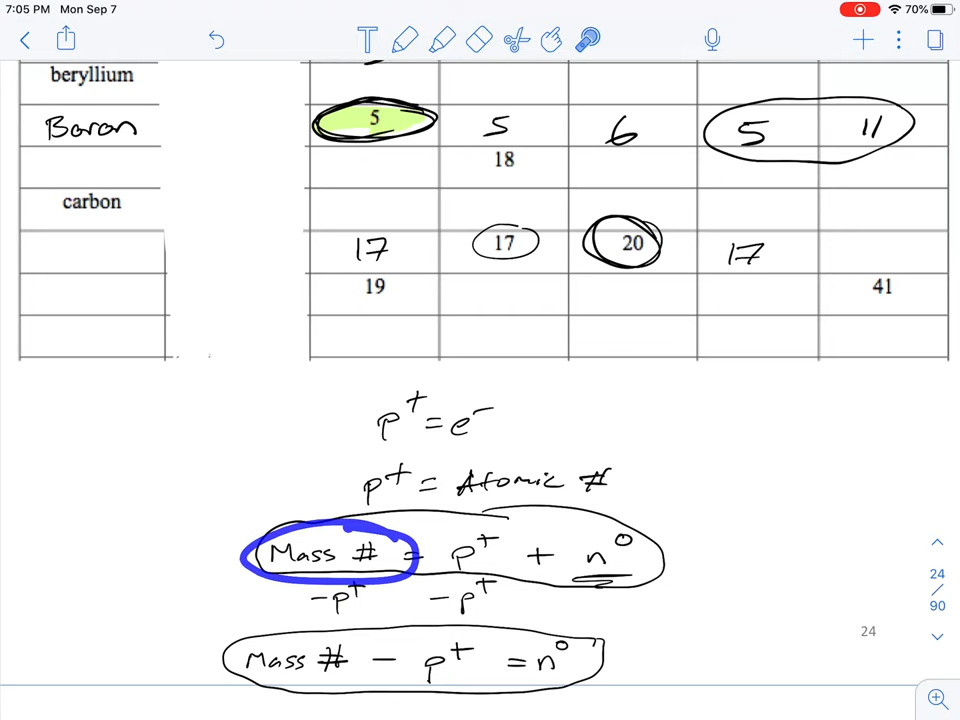 7:05 PM Mon Sep 7 70%
T
beryllium
Boron 5 5 6 5 11
18
carbon
17 17 20 17
19 41
p+ = e-
p+ = Atomic #
Mass # = p+ + n0
-p+ -p+
24
/
90
24
Mass # - p+ = n0